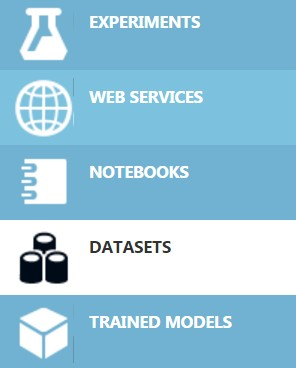 EXPERIMENTS
WEB SERVICES
NOTEBOOKS
DATASETS
TRAINED MODELS